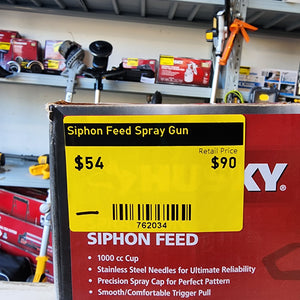 Siphon Feed Spray Gun
Retail Price
$54
$90
762034
KY.
SIPHON FEED
• 1000 cc Cup
• Stainless Steel Needles for Ultimate Reliability
• Precision Spray Cap for Perfect Pattern
• Smooth/Comfortable Trigger Pull